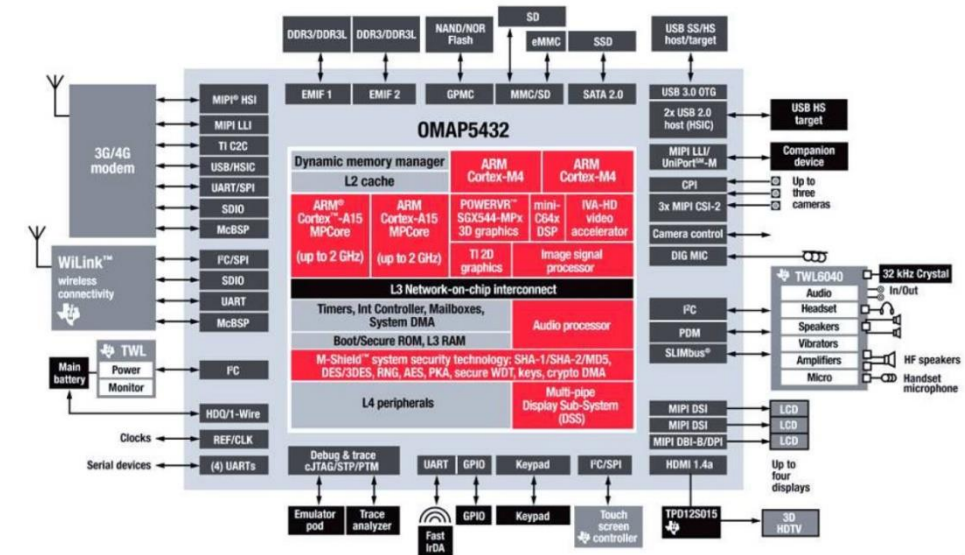 DDR3/DDR3L
DDR3/DDR3L
NAND/NOR
Flash
SD
eMMC
SSD
USB SS/HS
host/target
EMIF 1
EMIF 2
GPMC
MMC/SD
SATA 2.0
USB 3.0 OTG
2x USB 2.0
host (HSIC)
USB HS
target
MIPI LLI/
UniPort℠-M
Companion
device
CPI
3x MIPI CSI-2
Up to
three
cameras
Camera control
DIG MIC
3G/4G
modem
MIPI® HSI
MIPI LLI
TI C2C
USB/HSIC
UART/SPI
SDIO
McBSP
WiLink™
wireless
connectivity
I²C/SPI
SDIO
UART
McBSP
TWL
Power
Monitor
Main
battery
I²C
HDQ/1-Wire
Clocks
REF/CLK
Serial devices
(4) UARTs
OMAP5432
Dynamic memory manager
L2 cache
ARM
Cortex-M4
ARM
Cortex-M4
ARM®
Cortex™-A15
MPCore
(up to 2 GHz)
ARM
Cortex-A15
MPCore
(up to 2 GHz)
POWERVR™
SGX544-MPx
3D graphics
mini-
C64x
DSP
IVA-HD
video
accelerator
TI 2D
graphics
Image signal
processor
L3 Network-on-chip interconnect
Timers, Int Controller, Mailboxes,
System DMA
Boot/Secure ROM, L3 RAM
Audio processor
M-Shield™ system security technology: SHA-1/SHA-2/MD5,
DES/3DES, RNG, AES, PKA, secure WDT, keys, crypto DMA
L4 peripherals
Multi-pipe
Display Sub-System
(DSS)
I²C
PDM
SLIMbus®
TWL6040
Audio
Headset
Speakers
Vibrators
Amplifiers
Micro
32 kHz Crystal
In/Out
HF speakers
Handset
microphone
MIPI DSI
LCD
MIPI DSI
LCD
MIPI DBI-B/DPI
LCD
HDMI 1.4a
Up to
four
displays
TPD12S015
3D
HDTV
Debug & trace
cJTAG/STP/PTM
UART
GPIO
Keypad
I²C/SPI
Emulator
pod
Trace
analyzer
Fast
IrDA
GPIO
Keypad
Touch
screen
controller